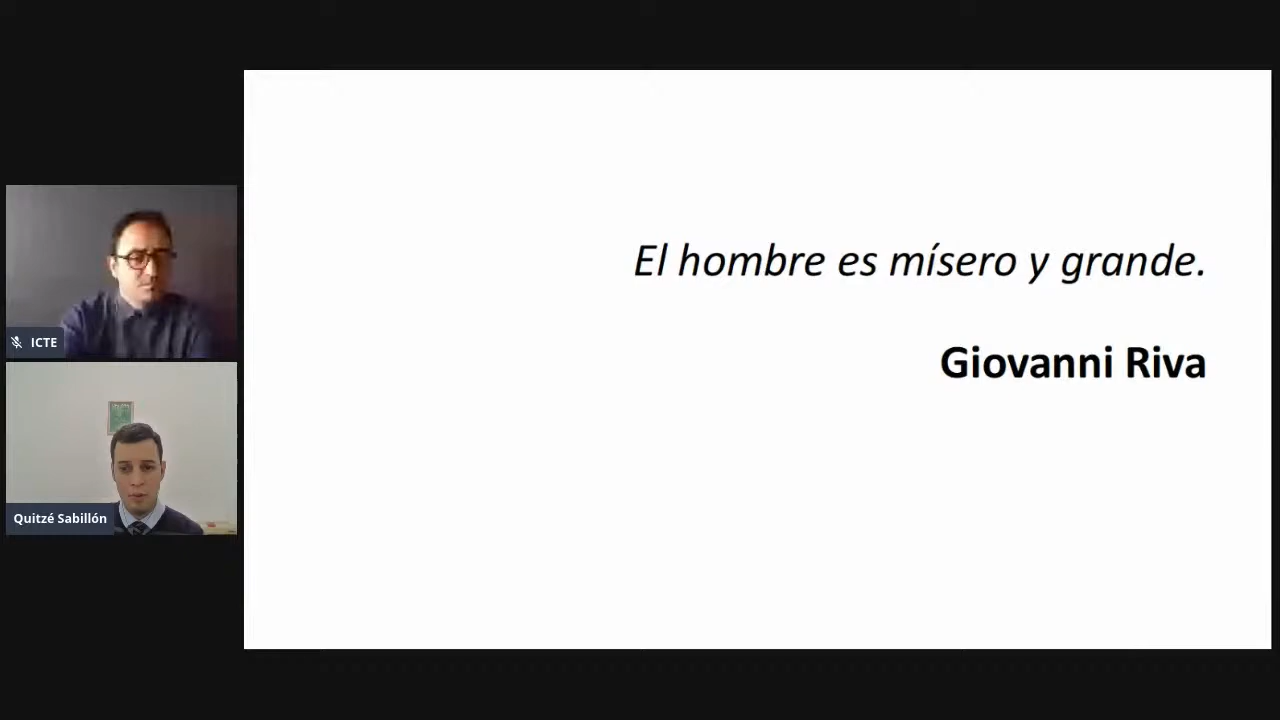 El hombre es mísero y grande.
Giovanni Riva
ICTE
Quitzé Sabillón